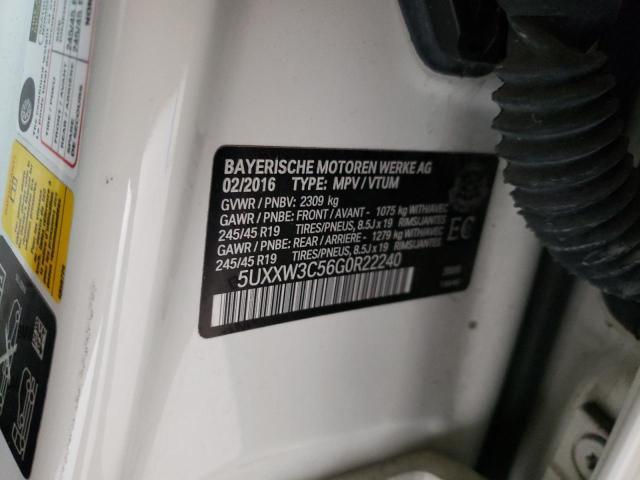 BAYERISCHE MOTOREN WERKE AG
02/2016 TYPE: MPV / VTUM
GVWR / PNBV: 2309 kg
GAWR / PNBE: FRONT / AVANT - 1075 kg WITH/AVEC
245/45 R19 TIRES/PNEUS, 8.5J x 19 RIMS/JANTES
GAWR / PNBE: REAR / ARRIERE - 1279 kg WITH/AVEC
245/45 R19 TIRES/PNEUS, 8.5J x 19 RIMS/JANTES
EC
5UXXW3C56G0R22240